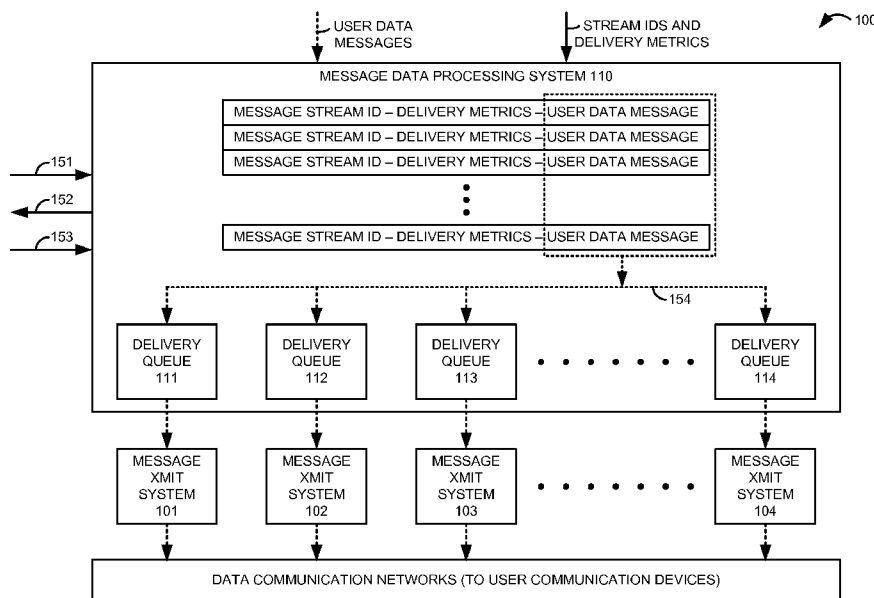 USER DATA
MESSAGES
STREAM IDS AND
DELIVERY METRICS
100
MESSAGE DATA PROCESSING SYSTEM 110
MESSAGE STREAM ID – DELIVERY METRICS – USER DATA MESSAGE
MESSAGE STREAM ID – DELIVERY METRICS – USER DATA MESSAGE
MESSAGE STREAM ID – DELIVERY METRICS – USER DATA MESSAGE
151
152
153
MESSAGE STREAM ID – DELIVERY METRICS – USER DATA MESSAGE
154
DELIVERY
QUEUE
111
DELIVERY
QUEUE
112
DELIVERY
QUEUE
113
DELIVERY
QUEUE
114
MESSAGE
XMIT
SYSTEM
101
MESSAGE
XMIT
SYSTEM
102
MESSAGE
XMIT
SYSTEM
103
MESSAGE
XMIT
SYSTEM
104
DATA COMMUNICATION NETWORKS (TO USER COMMUNICATION DEVICES)